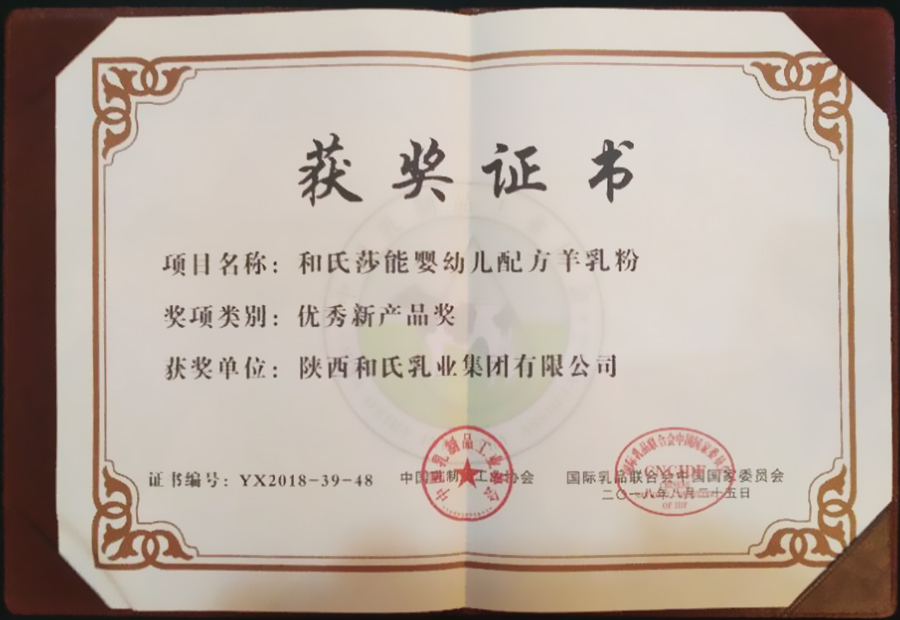 获奖证书
项目名称：和氏莎能婴幼儿配方羊乳粉
奖项类别：优秀新产品奖
获奖单位：陕西和氏乳业集团有限公司
证书编号：YX2018-39-48 中国乳制品工业协会 国际乳品联合会中国国家委员会
二〇一八年八月二十五日